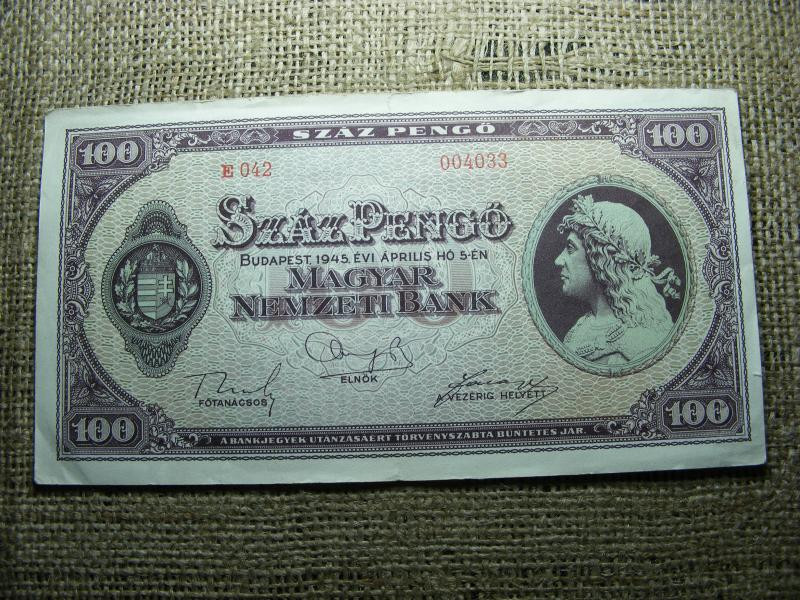 SZÁZ PENGŐ
100
100
E 042
004033
SZÁZ PENGŐ
BUDAPEST, 1945. ÉVI ÁPRILIS HÓ 5-ÉN
MAGYAR
NEMZETI BANK
FŐTANÁCSOS
ELNÖK
A VEZÉRIG. HELYETT
100
100
A BANKJEGYEK UTÁNZÁSÁÉRT TÖRVÉNYSZABTA BÜNTETÉS JÁR.